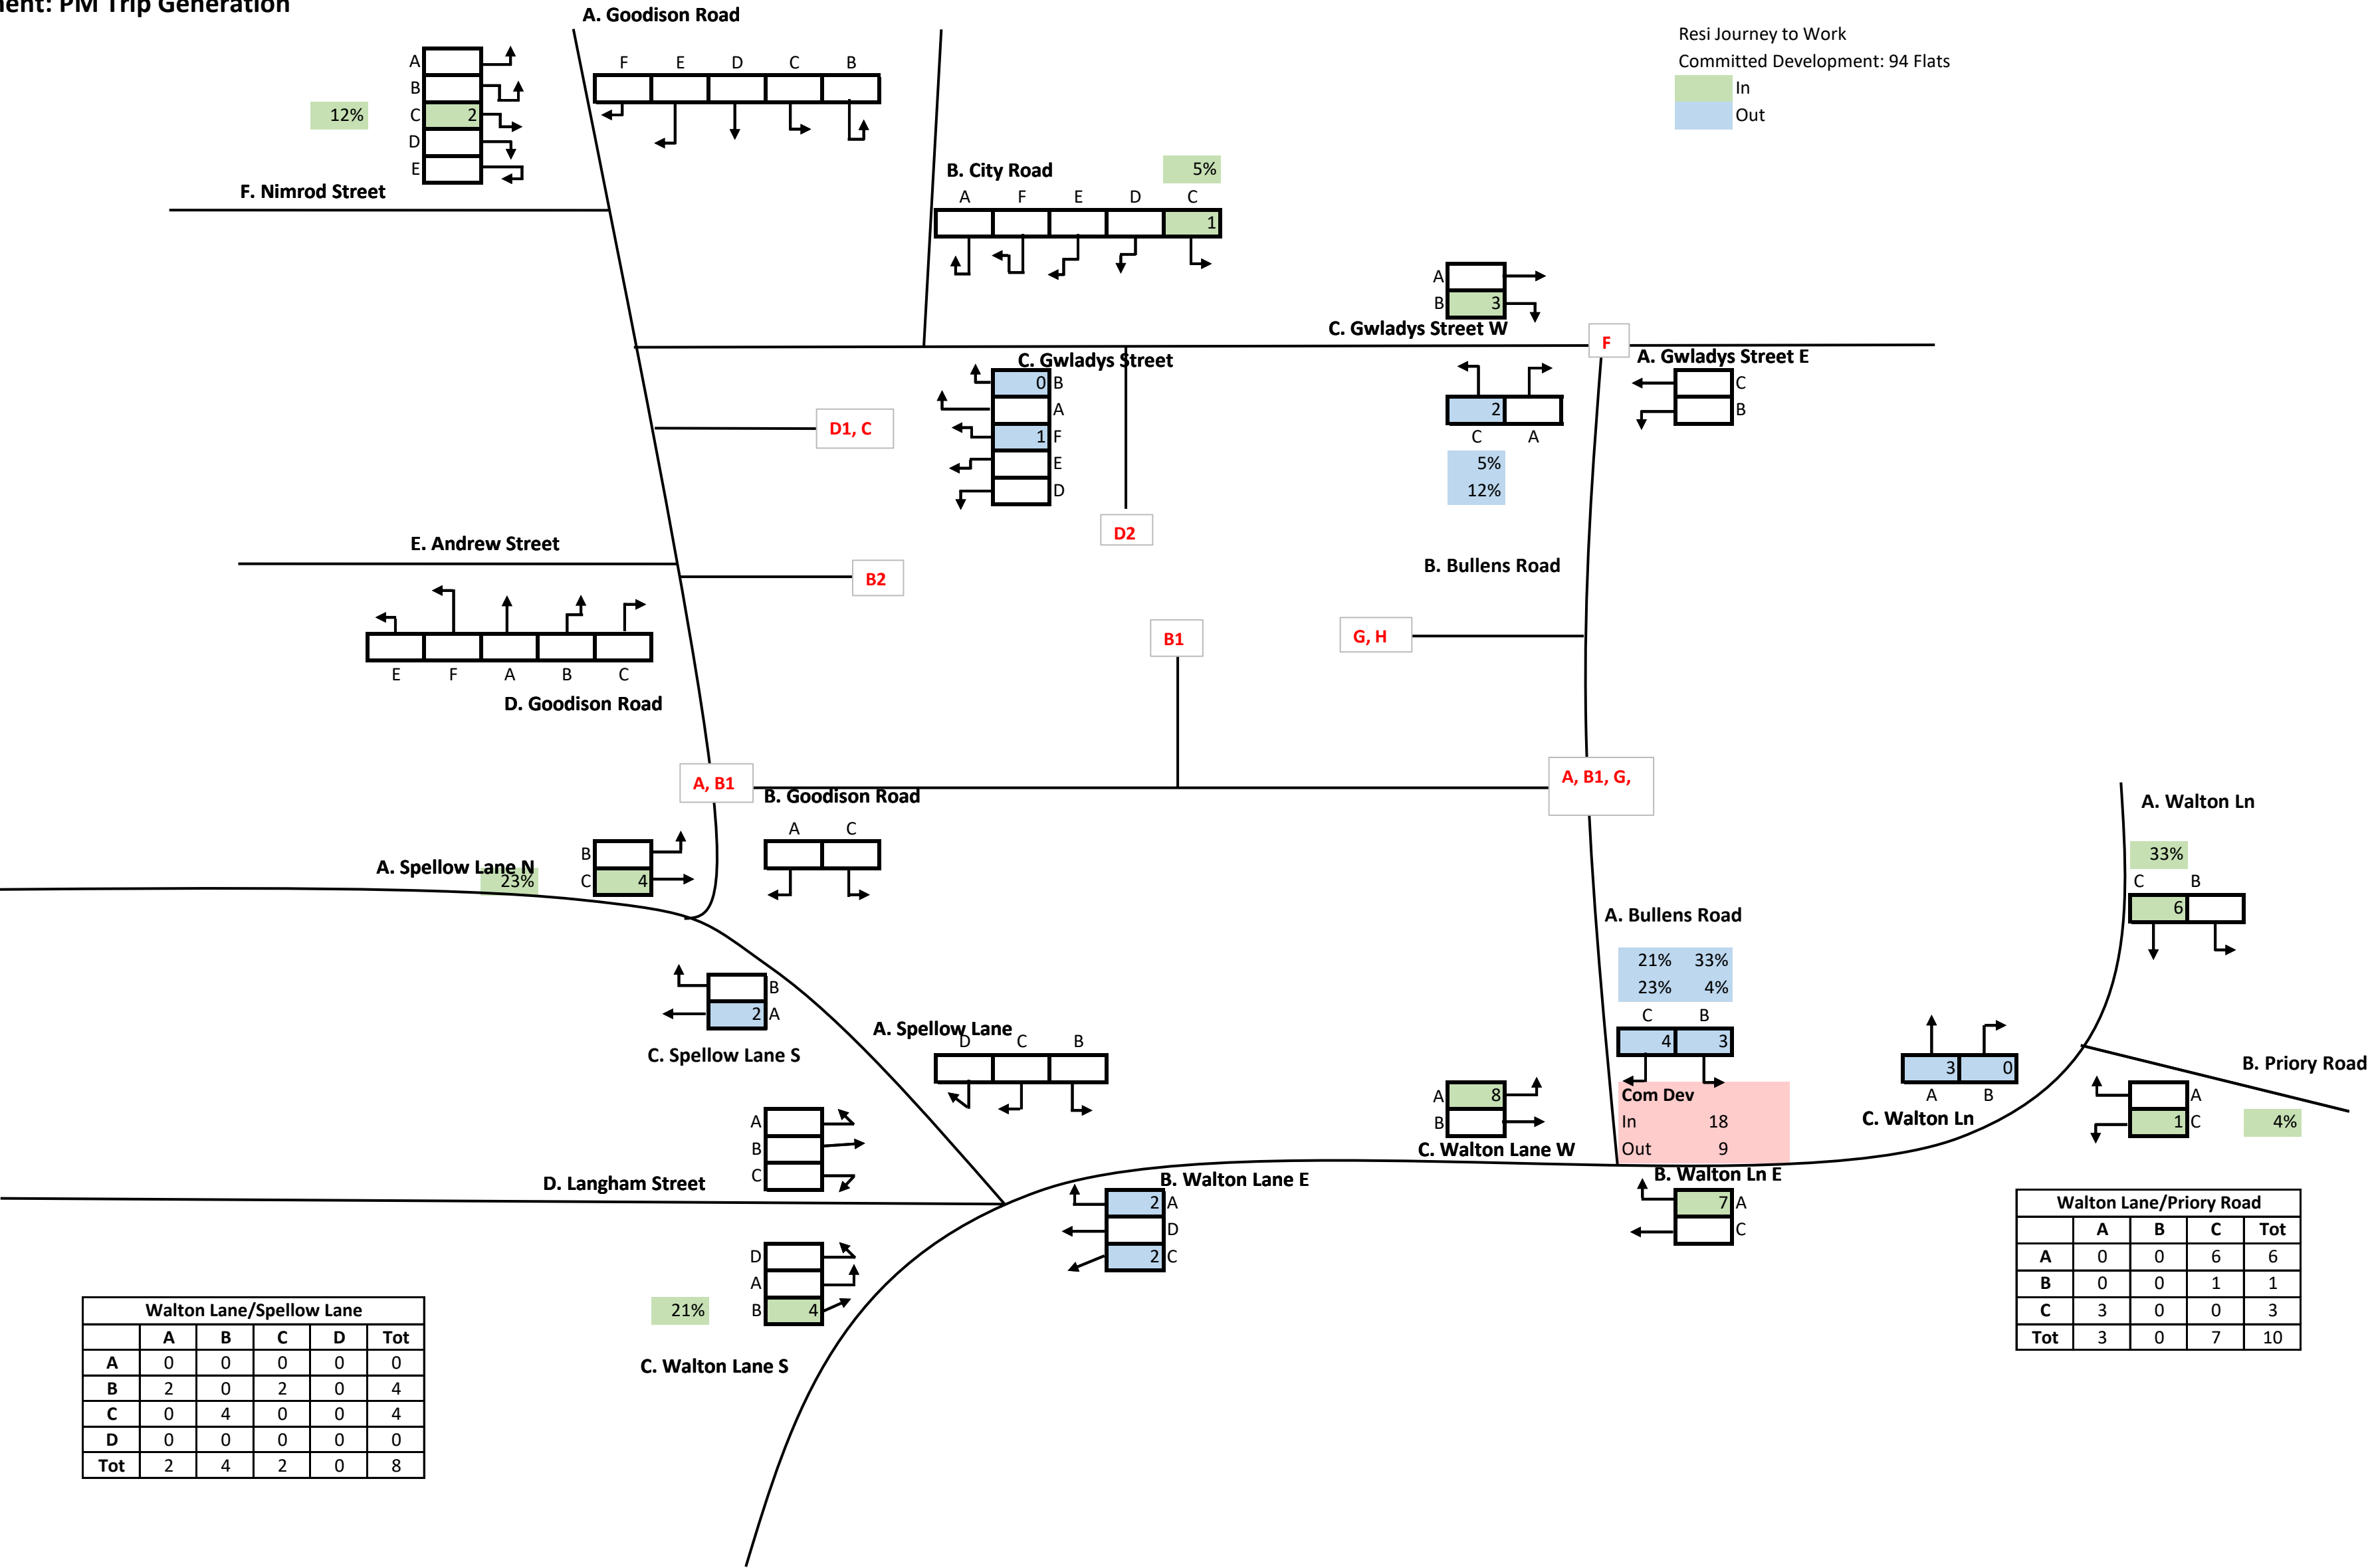 nent: PM Trip Generation
A. Goodison Road
F E D C B
Resi Journey to Work
Committed Development: 94 Flats
In
Out
A
B
12% C 2
D
E
F. Nimrod Street
B. City Road 5%
A F E D C
1
A
B 3
C. Gwladys Street W
F
A. Gwladys Street E
C
B
C. Gwladys Street
0 B
A
1 F
E
D
2
C A
5%
12%
D1, C
D2
E. Andrew Street
B2
B. Bullens Road
E F A B C
D. Goodison Road
B1
G, H
A, B1
A, B1, G,
B. Goodison Road
A C
A. Spellow Lane N
23%
B
C 4
A. Walton Ln
33%
C B
6
A. Bullens Road
21% 33%
23% 4%
C B
4 3
B
2 A
C. Spellow Lane S
A. Spellow Lane
D C B
3 0
A B
C. Walton Ln
B. Priory Road
A
1 C 4%
Com Dev
In 18
Out 9
A 8
B
C. Walton Lane W
A
B
C
D. Langham Street
B. Walton Lane E
2 A
D
2 C
B. Walton Ln E
7 A
C
D
A
21% B 4
C. Walton Lane S
Walton Lane/Priory Road
A B C Tot
A 0 0 6 6
B 0 0 1 1
C 3 0 0 3
Tot 3 0 7 10
Walton Lane/Spellow Lane
A B C D Tot
A 0 0 0 0 0
B 2 0 2 0 4
C 0 4 0 0 4
D 0 0 0 0 0
Tot 2 4 2 0 8